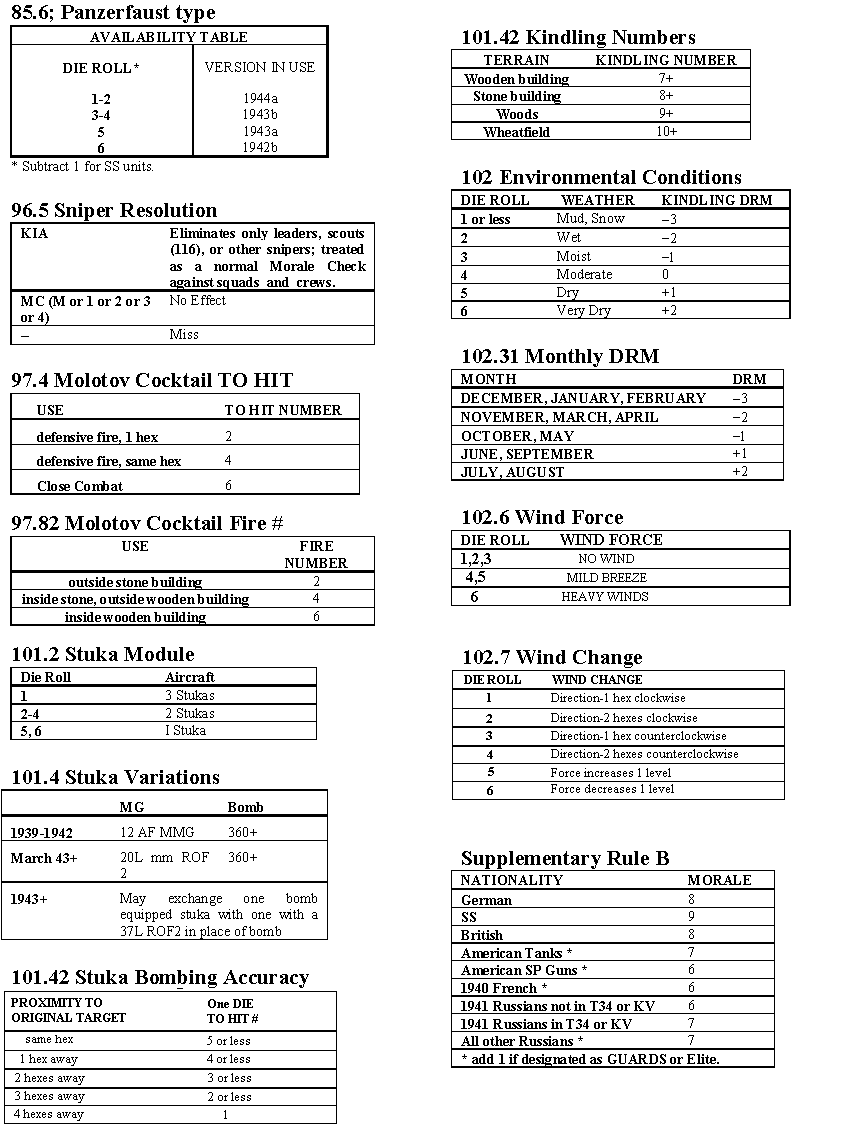 85.6; Panzerfaust type
AVAILABILITY TABLE
DIE ROLL * VERSION IN USE
1-2 1944a
3-4 1943b
5 1943a
6 1942b
* Subtract 1 for SS units.
96.5 Sniper Resolution
KIA Eliminates only leaders, scouts
(116), or other snipers; treated
as a normal Morale Check
against squads and crews.
MC (M or 1 or 2 or 3 No Effect
or 4)
– Miss
97.4 Molotov Cocktail TO HIT
USE TO HIT NUMBER
defensive fire, 1 hex 2
defensive fire, same hex 4
Close Combat 6
97.82 Molotov Cocktail Fire #
USE FIRE
NUMBER
outside stone building 2
inside stone, outside wooden building 4
inside wooden building 6
101.2 Stuka Module
Die Roll Aircraft
1 3 Stukas
2-4 2 Stukas
5, 6 I Stuka
101.4 Stuka Variations
MG Bomb
1939-1942 12 AF MMG 360+
March 43+ 20L mm ROF 360+
2
1943+ May exchange one bomb
equipped stuka with one with a
37L ROF2 in place of bomb
101.42 Stuka Bombing Accuracy
PROXIMITY TO One DIE
ORIGINAL TARGET TO HIT #
same hex 5 or less
1 hex away 4 or less
2 hexes away 3 or less
3 hexes away 2 or less
4 hexes away 1
101.42 Kindling Numbers
TERRAIN KINDLING NUMBER
Wooden building 7+
Stone building 8+
Woods 9+
Wheatfield 10+
102 Environmental Conditions
DIE ROLL WEATHER KINDLING DRM
1 or less Mud, Snow –3
2 Wet –2
3 Moist –1
4 Moderate 0
5 Dry +1
6 Very Dry +2
102.31 Monthly DRM
MONTH DRM
DECEMBER, JANUARY, FEBRUARY –3
NOVEMBER, MARCH, APRIL –2
OCTOBER, MAY –1
JUNE, SEPTEMBER +1
JULY, AUGUST +2
102.6 Wind Force
DIE ROLL WIND FORCE
1,2,3 NO WIND
4,5 MILD BREEZE
6 HEAVY WINDS
102.7 Wind Change
DIE ROLL WIND CHANGE
1 Direction-1 hex clockwise
2 Direction-2 hexes clockwise
3 Direction-1 hex counterclockwise
4 Direction-2 hexes counterclockwise
5 Force increases 1 level
6 Force decreases 1 level
Supplementary Rule B
NATIONALITY MORALE
German 8
SS 9
British 8
American Tanks * 7
American SP Guns * 6
1940 French * 6
1941 Russians not in T34 or KV 6
1941 Russians in T34 or KV 7
All other Russians * 7
* add 1 if designated as GUARDS or Elite.